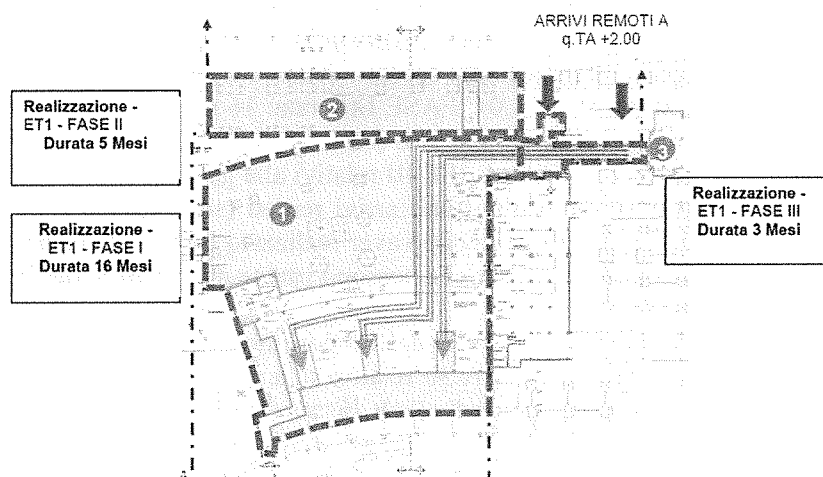 ARRIVI REMOTI A
q.TA +2.00
Realizzazione -
ET1 - FASE II
Durata 5 Mesi
2
3
1
Realizzazione -
ET1 - FASE I
Durata 16 Mesi
Realizzazione -
ET1 - FASE III
Durata 3 Mesi